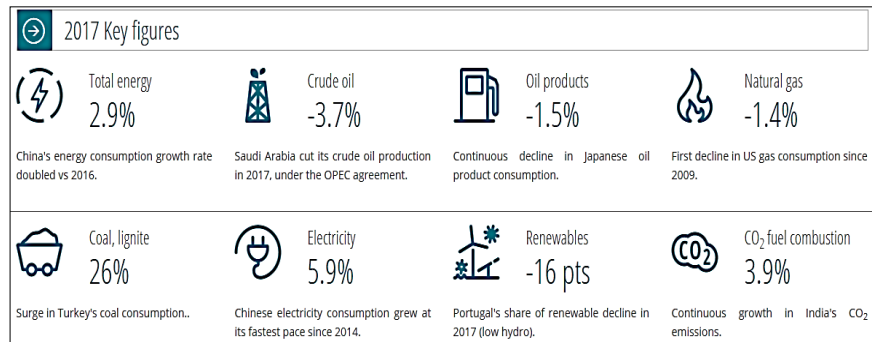 2017 Key figures
Total energy
2.9%
China's energy consumption growth rate
doubled vs 2016.
Crude oil
-3.7%
Saudi Arabia cut its crude oil production
in 2017, under the OPEC agreement.
Oil products
-1.5%
Continuous decline in Japanese oil
product consumption.
Natural gas
-1.4%
First decline in US gas consumption since
2009.
Coal, lignite
26%
Surge in Turkey's coal consumption..
Electricity
5.9%
Chinese electricity consumption grew at
its fastest pace since 2014.
Renewables
-16 pts
Portugal's share of renewable decline in
2017 (low hydro).
CO2
CO₂ fuel combustion
3.9%
Continuous growth in India's CO₂
emissions.